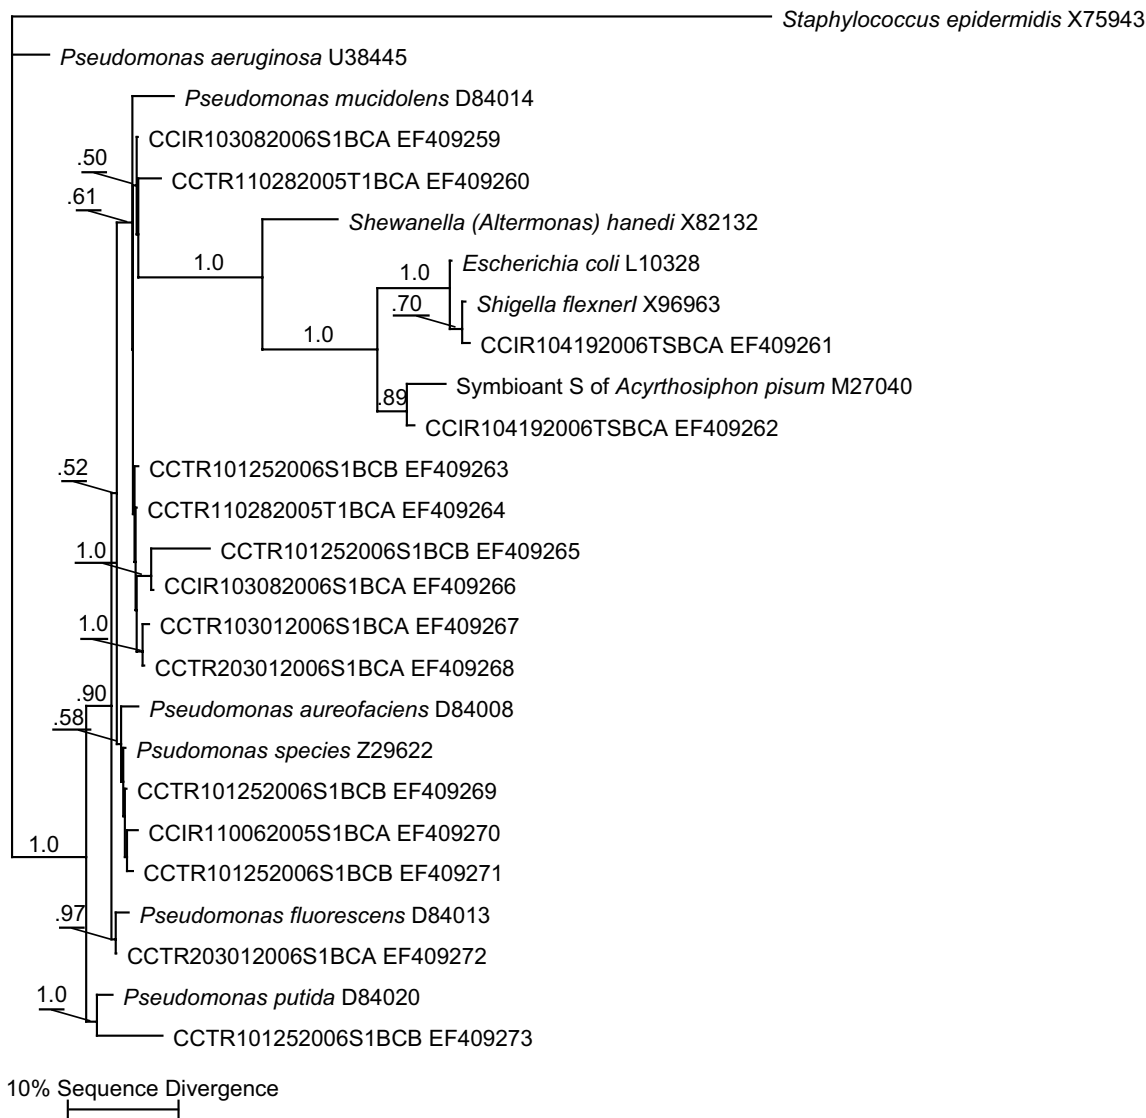 Staphylococcus epidermidis X75943
Pseudomonas aeruginosa U38445
Pseudomonas mucidolens D84014
CCIR103082006S1BCA EF409259
.50
CCTR110282005T1BCA EF409260
.61
Shewanella (Altermonas) hanedi X82132
1.0
Escherichia coli L10328
1.0
Shigella flexnerI X96963
.70
1.0
CCIR104192006TSBCA EF409261
Symbioant S of Acyrthosiphon pisum M27040
.89
CCIR104192006TSBCA EF409262
.52
CCTR101252006S1BCB EF409263
CCTR110282005T1BCA EF409264
1.0
CCTR101252006S1BCB EF409265
CCIR103082006S1BCA EF409266
1.0
CCTR103012006S1BCA EF409267
CCTR203012006S1BCA EF409268
.90
Pseudomonas aureofaciens D84008
.58
Psudomonas species Z29622
CCTR101252006S1BCB EF409269
CCIR110062005S1BCA EF409270
1.0
CCTR101252006S1BCB EF409271
.97
Pseudomonas fluorescens D84013
CCTR203012006S1BCA EF409272
1.0
Pseudomonas putida D84020
CCTR101252006S1BCB EF409273
10% Sequence Divergence